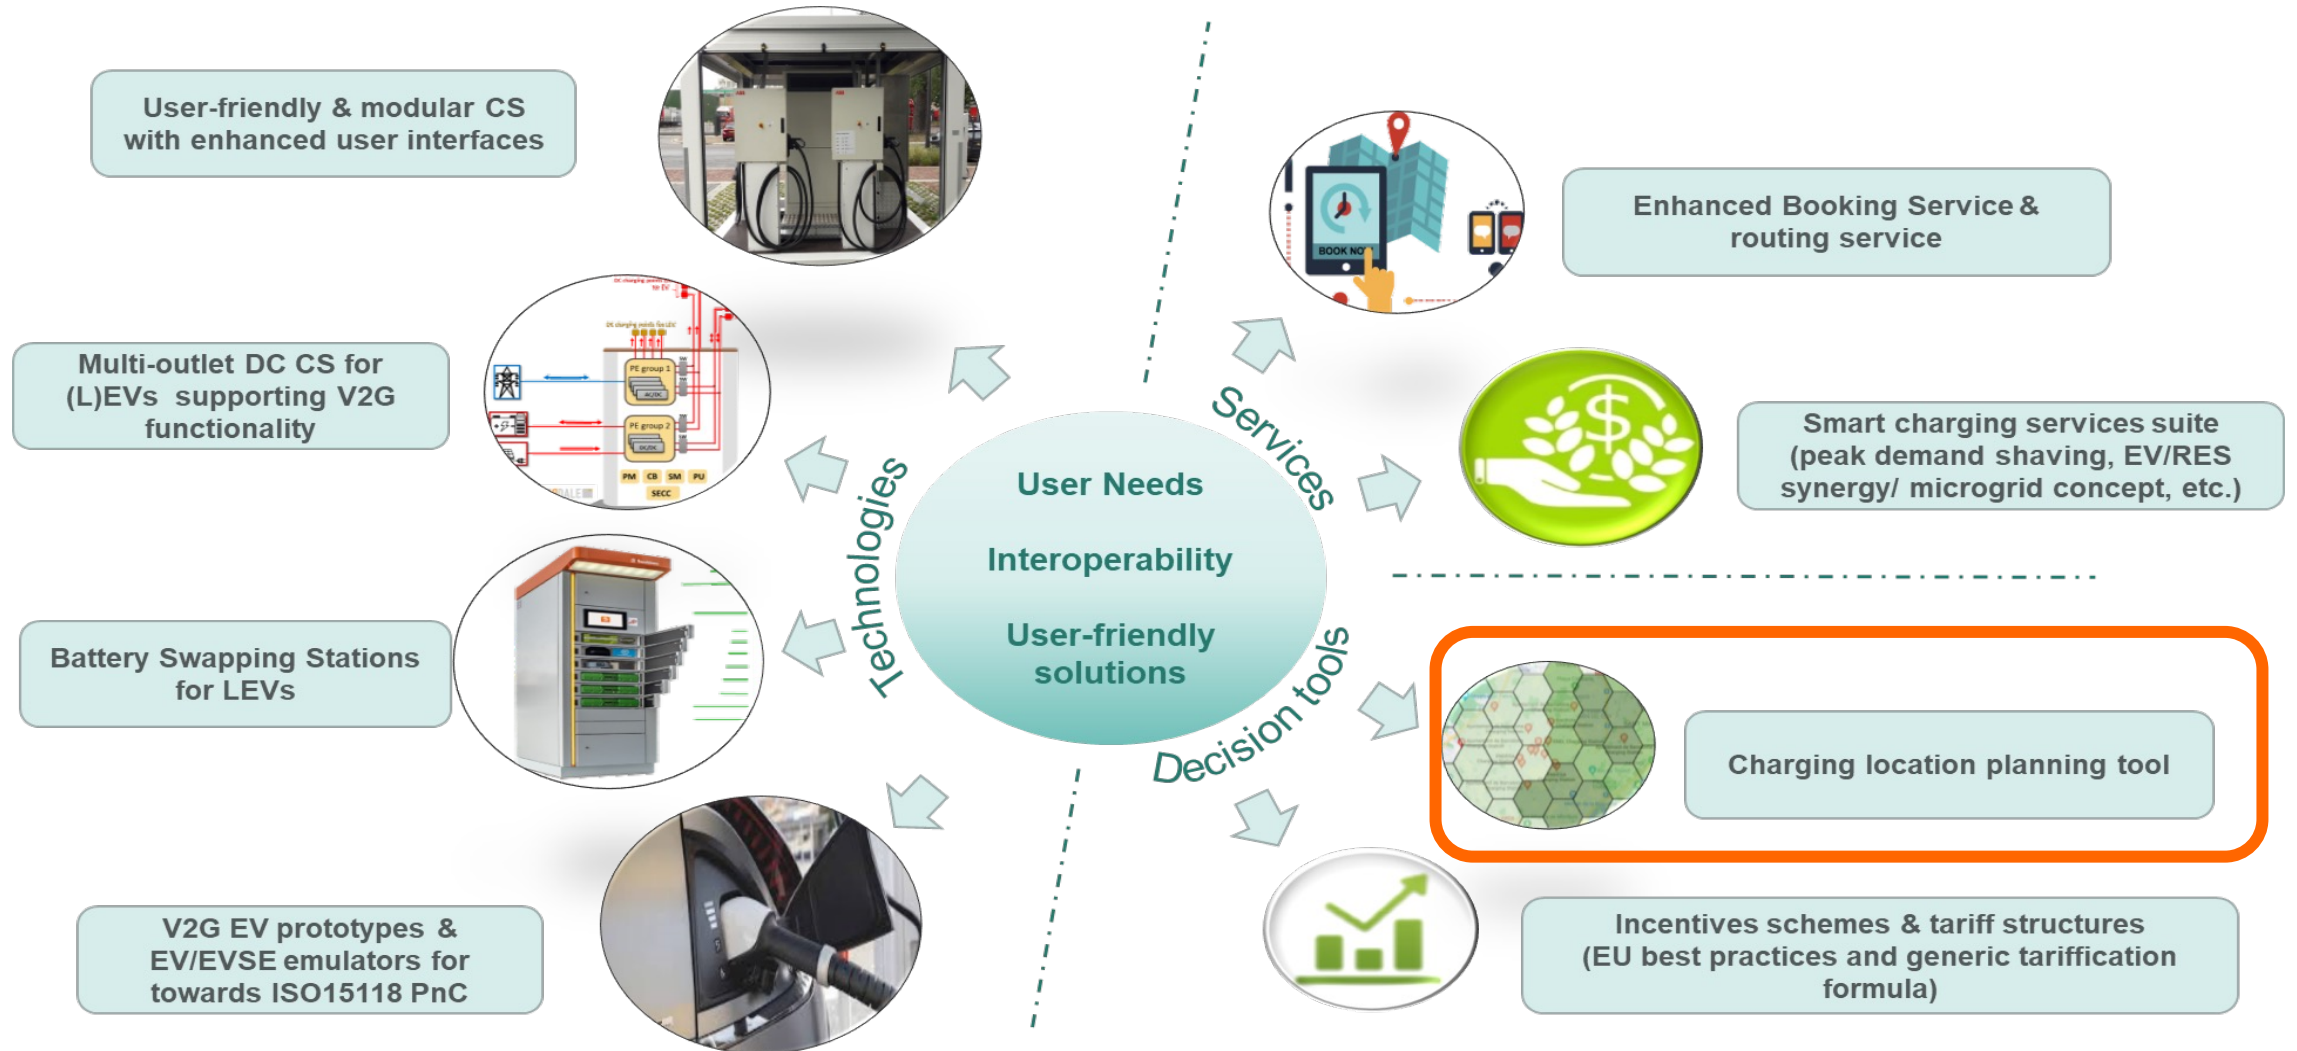 User-friendly & modular CS
with enhanced user interfaces
Multi-outlet DC CS for
(L)EVs supporting V2G
functionality
PE group 1
AC/DC
PE group 2
DC/DC
PM CB SM PU
SECC
Battery Swapping Stations
for LEVs
V2G EV prototypes &
EV/EVSE emulators for
towards ISO15118 PnC
Technologies
User Needs
Interoperability
User-friendly
solutions
Services
BOOK NOW
Enhanced Booking Service &
routing service
$
Smart charging services suite
(peak demand shaving, EV/RES
synergy/ microgrid concept, etc.)
Decision tools
Charging location planning tool
Incentives schemes & tariff structures
(EU best practices and generic tariffication
formula)